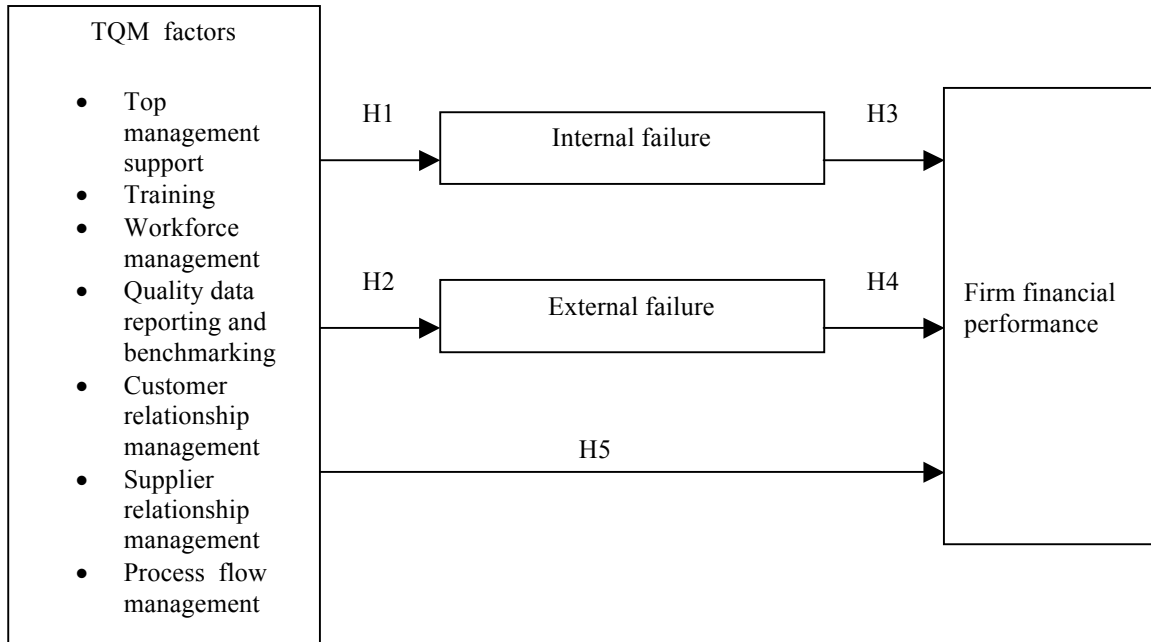 TQM factors
• Top
management
support
• Training
• Workforce
management
• Quality data
reporting and
benchmarking
• Customer
relationship
management
• Supplier
relationship
management
• Process flow
management
H1
Internal failure
H3
H2
External failure
H4
H5
Firm financial
performance